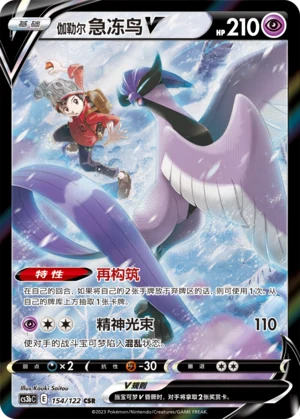 基础 伽勒尔 急冻鸟V HP210
特性 再构筑
在自己的回合,如果将自己的2张手牌放于弃牌区的话,则可使用1次。从
自己的牌库上方抽取1张卡牌。
精神光束 110
使对手的战斗宝可梦陷入混乱状态。
Illus. Kouki Saitou
弱点 ×2 抗性 -30 撤退
cs3bC E 154/122 CSR
V规则
当宝可梦V昏厥时,对手将拿取2张奖赏卡。
©2023 Pokémon/Nintendo/Creatures/GAME FREAK.